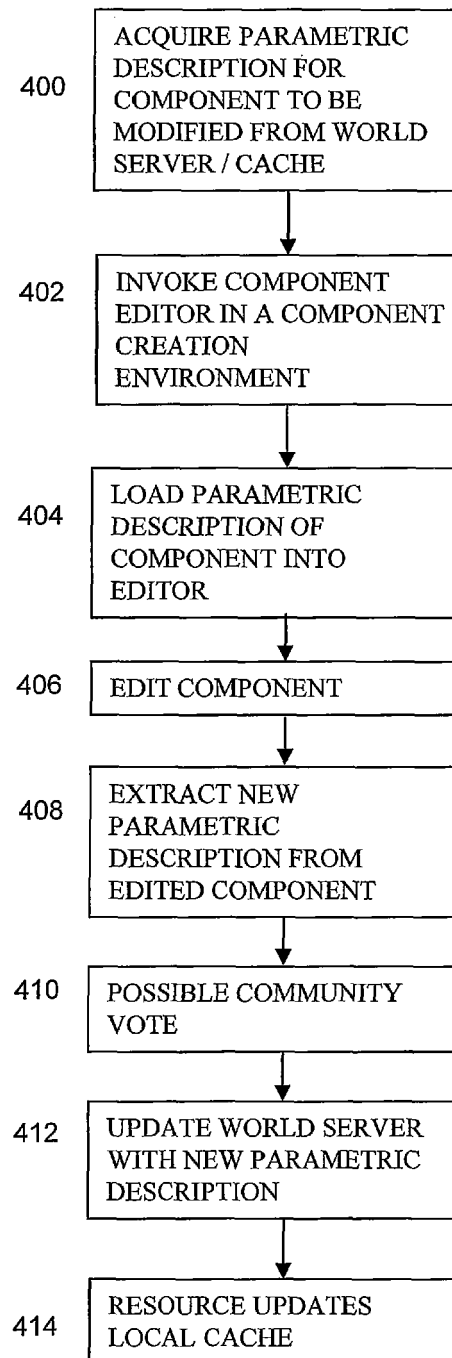 400
ACQUIRE PARAMETRIC
DESCRIPTION FOR
COMPONENT TO BE
MODIFIED FROM WORLD
SERVER / CACHE
402
INVOKE COMPONENT
EDITOR IN A COMPONENT
CREATION
ENVIRONMENT
404
LOAD PARAMETRIC
DESCRIPTION OF
COMPONENT INTO
EDITOR
406
EDIT COMPONENT
408
EXTRACT NEW
PARAMETRIC
DESCRIPTION FROM
EDITED COMPONENT
410
POSSIBLE COMMUNITY
VOTE
412
UPDATE WORLD SERVER
WITH NEW PARAMETRIC
DESCRIPTION
414
RESOURCE UPDATES
LOCAL CACHE